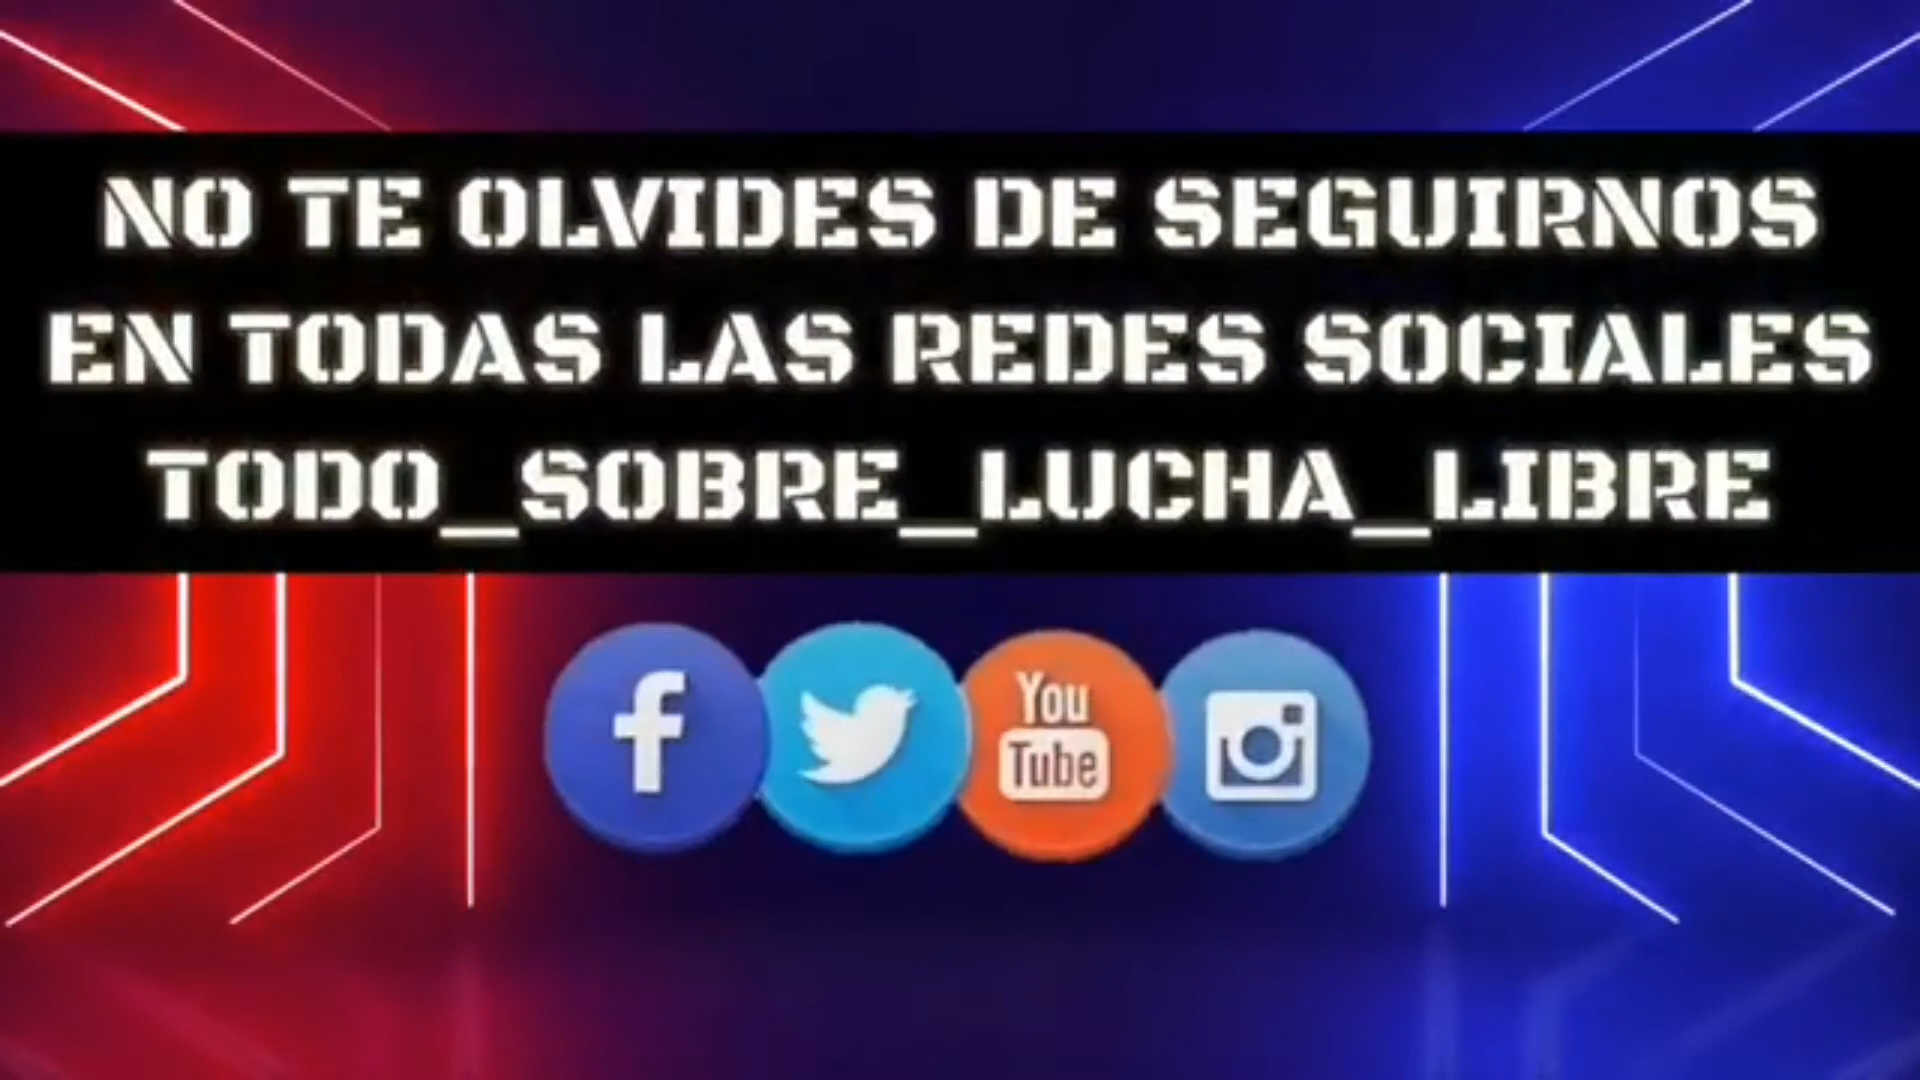 NO TE OLVIDES DE SEGUIRNOS
EN TODAS LAS REDES SOCIALES
TODO_SOBRE_LUCHA_LIBRE
f
You
Tube